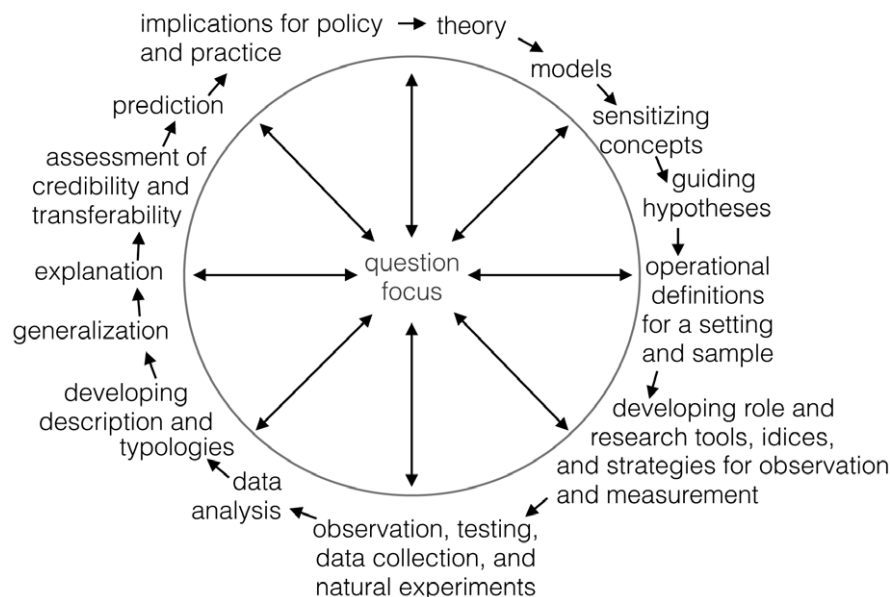 implications for policy
and practice
theory
models
sensitizing
concepts
guiding
hypotheses
operational
definitions
for a setting
and sample
developing role and
research tools, idices,
and strategies for observation
and measurement
observation, testing,
data collection, and
natural experiments
data
analysis
developing
description and
typologies
generalization
explanation
assessment of
credibility and
transferability
prediction
question
focus